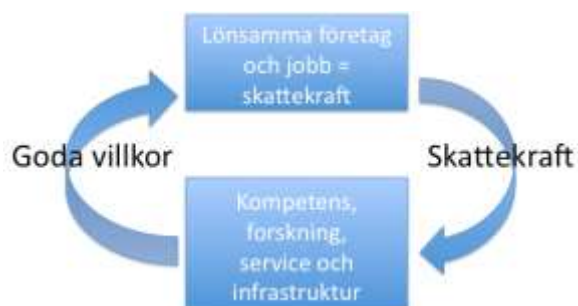 Lönsamma företag
och jobb =
skattekraft
Goda villkor
Skattekraft
Kompetens,
forskning,
service och
infrastruktur